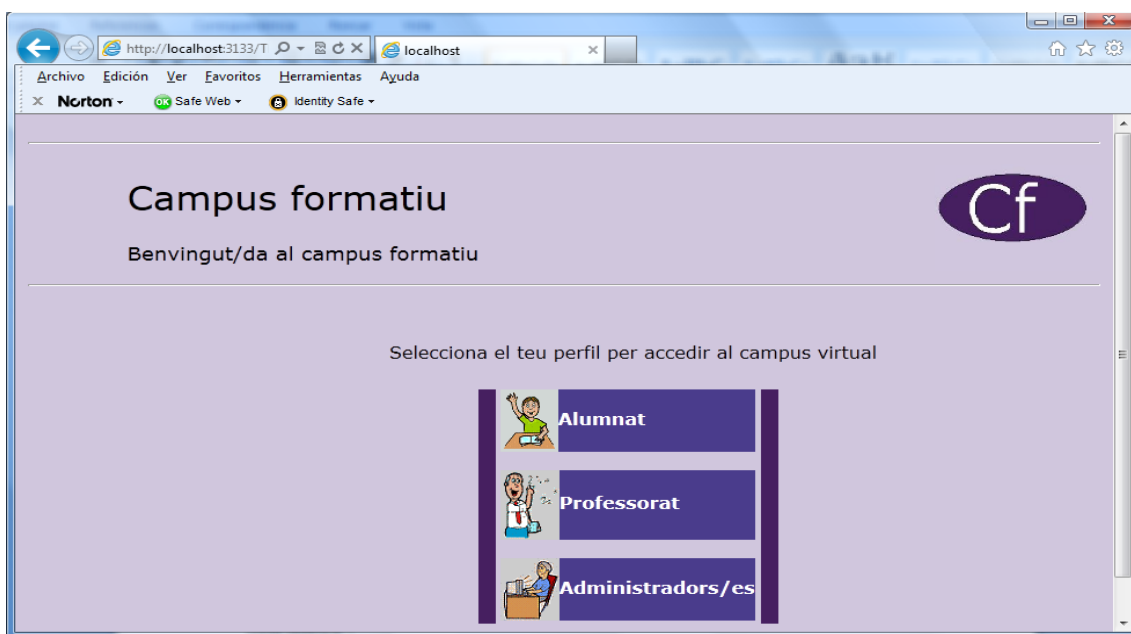 http://localhost:3133/T
localhost
Archivo Edición Ver Favoritos Herramientas Ayuda
Norton Safe Web Identity Safe
Campus formatiu
Cf
Benvingut/da al campus formatiu
Selecciona el teu perfil per accedir al campus virtual
Alumnat
Professorat
Administradors/es